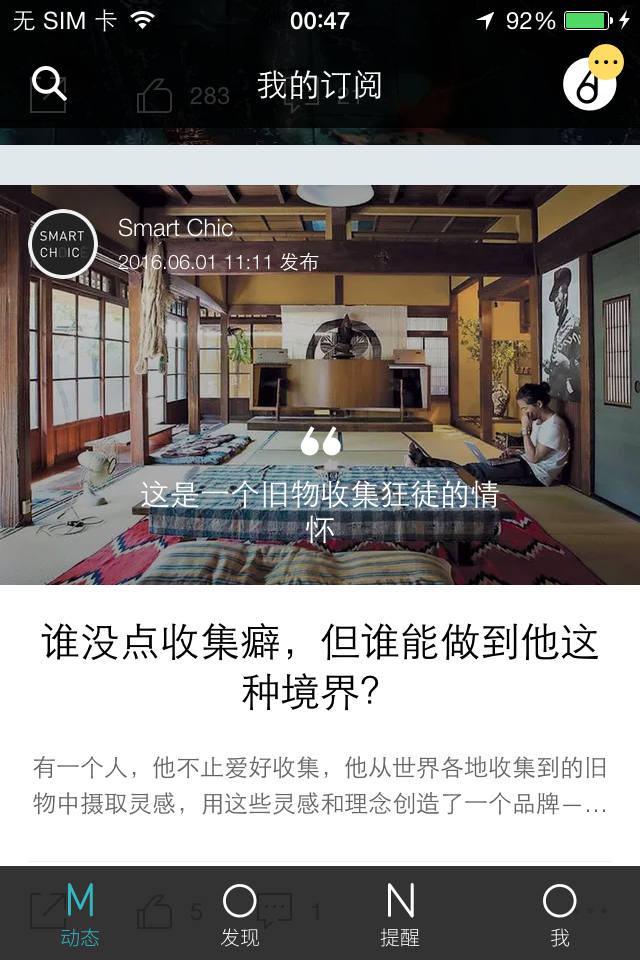 无 SIM 卡 00:47 92%
283 我的订阅
SMART
CHOICE
Smart Chic
2016.06.01 11:11 发布
这是一个旧物收集狂徒的情
怀
谁没点收集癖，但谁能做到他这
种境界？
有一个人，他不止爱好收集，他从世界各地收集到的旧
物中摄取灵感，用这些灵感和理念创造了一个品牌—…
5 1
M O N O
动态 发现 提醒 我